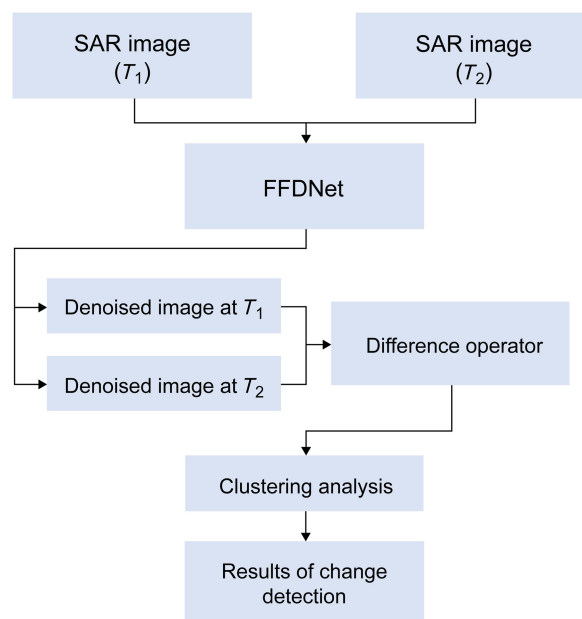 SAR image
(T₁)
SAR image
(T₂)
FFDNet
Denoised image at T₁
Denoised image at T₂
Difference operator
Clustering analysis
Results of change
detection